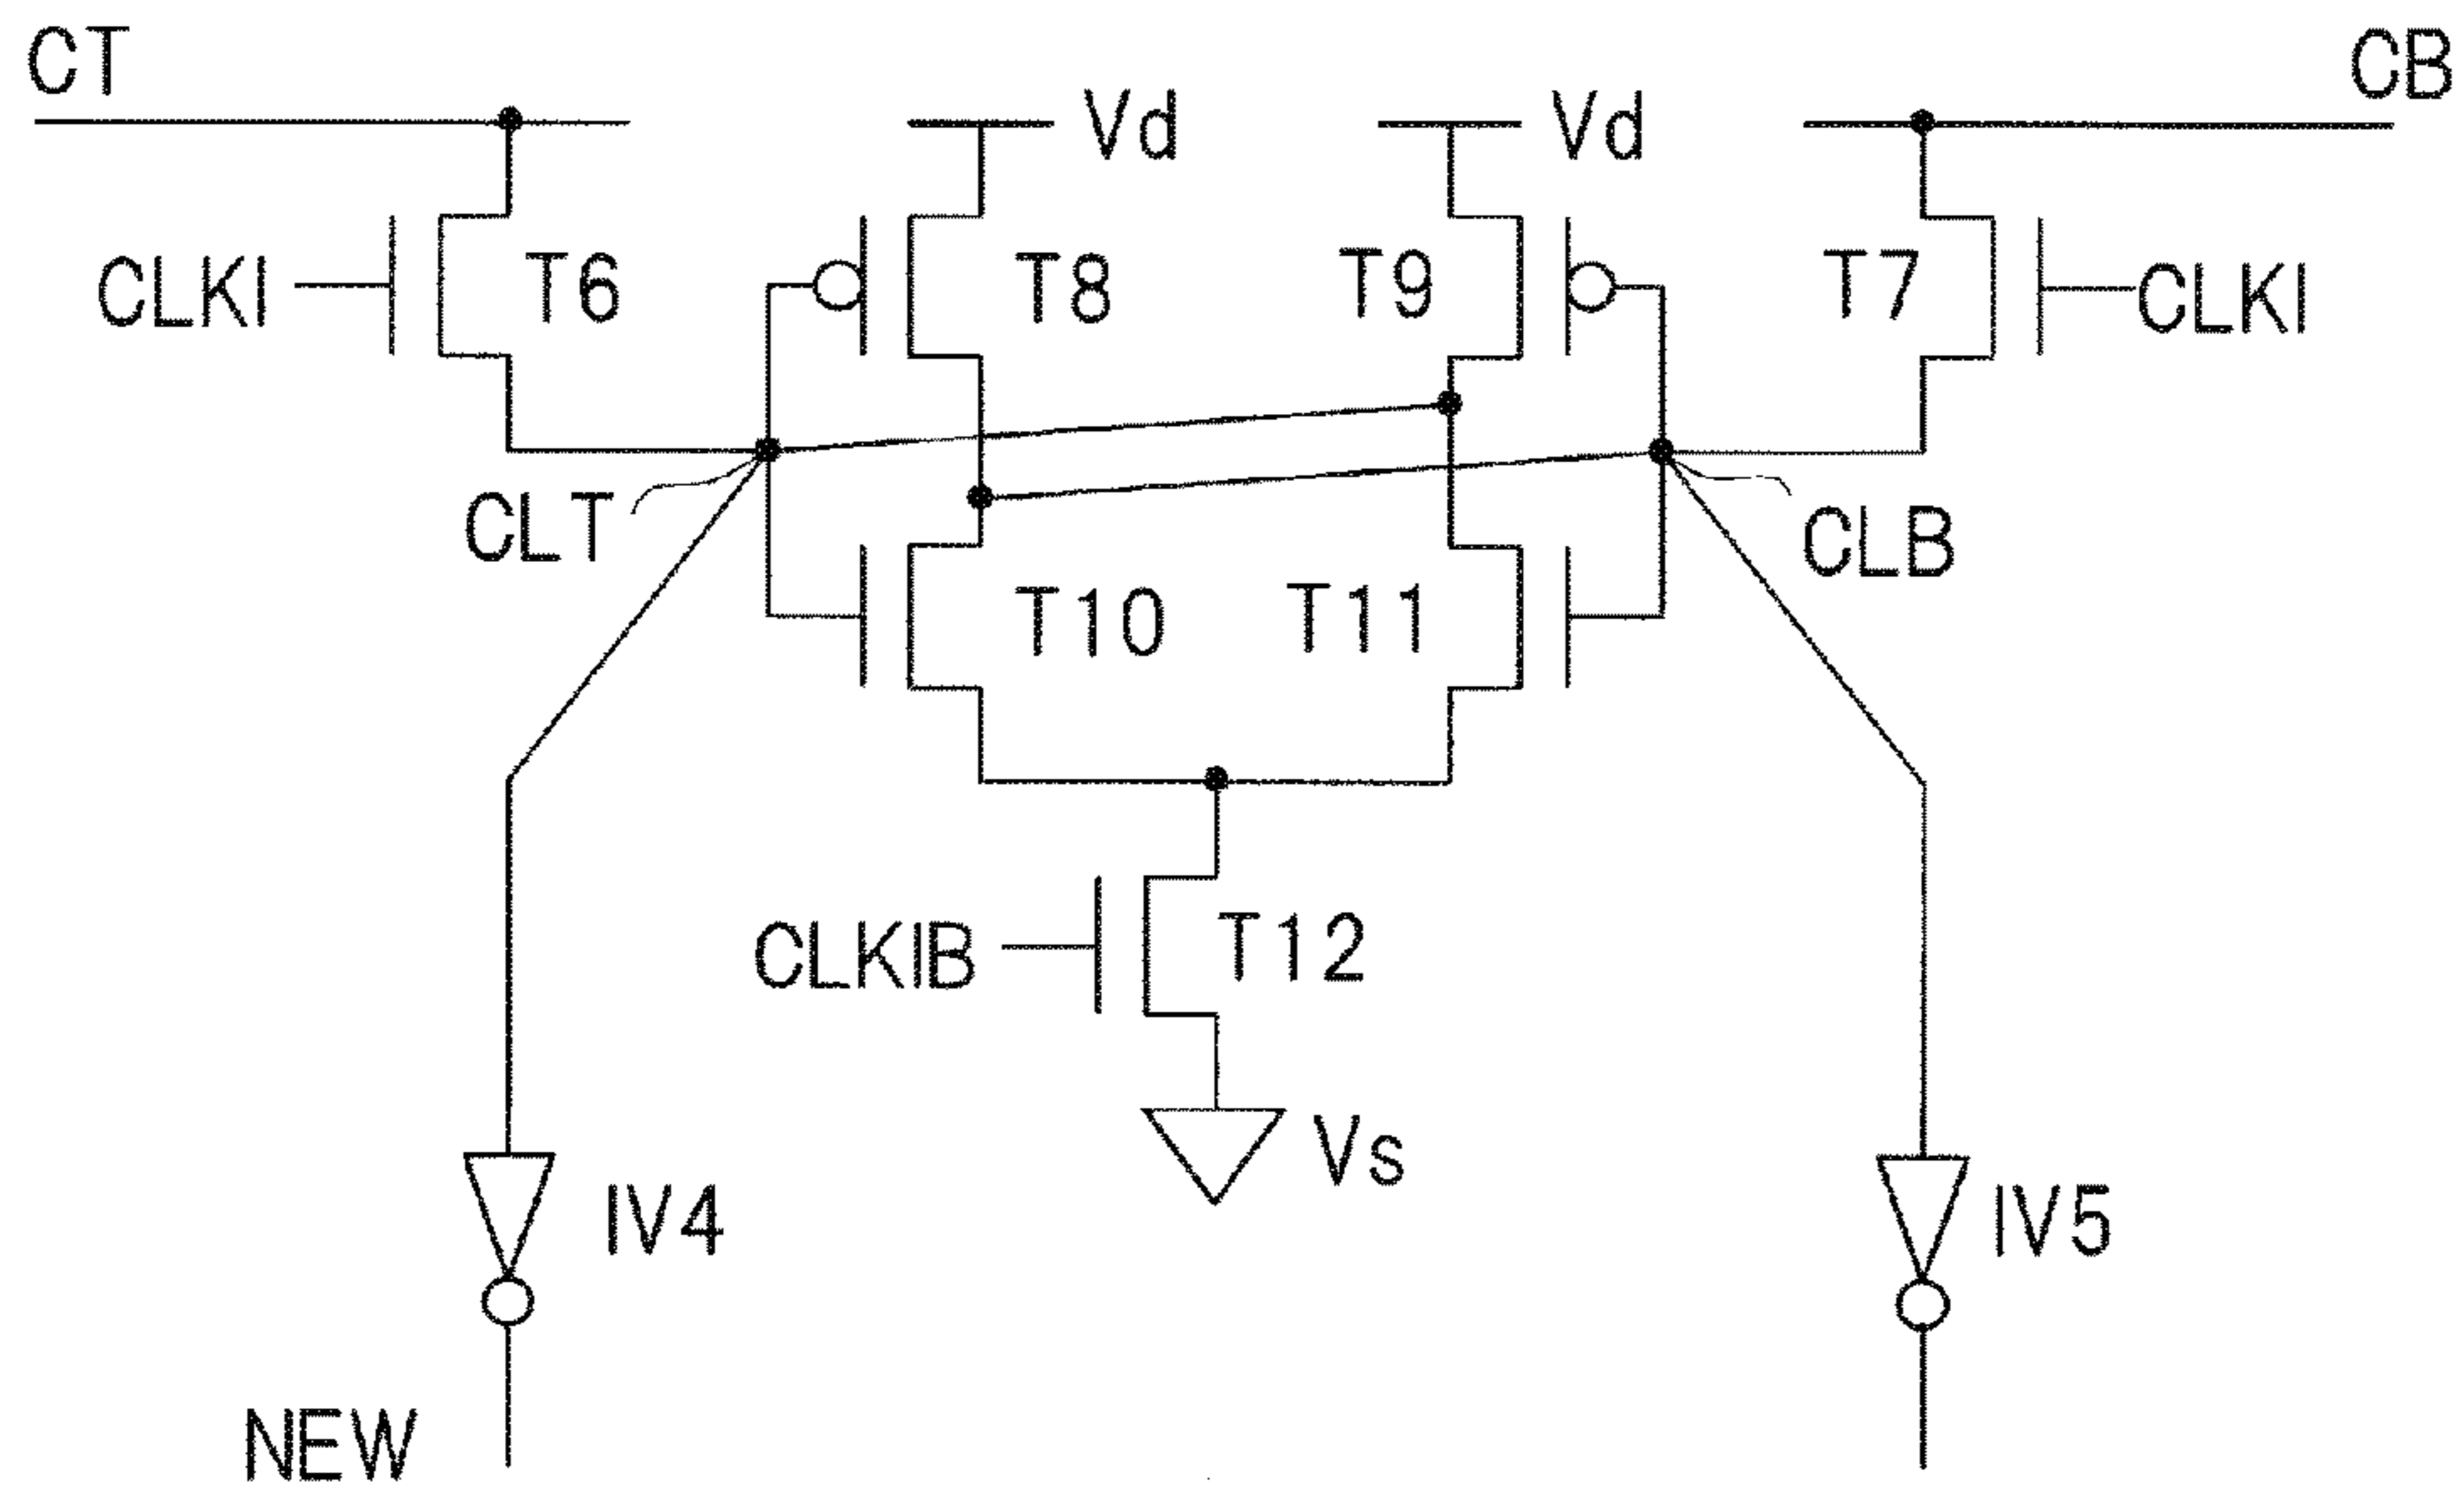 CT
CB
Vd
Vd
CLKI
T6
T8
T9
T7
CLKI
CLT
CLB
T10
T11
CLKIB
T12
Vs
IV4
IV5
NEW